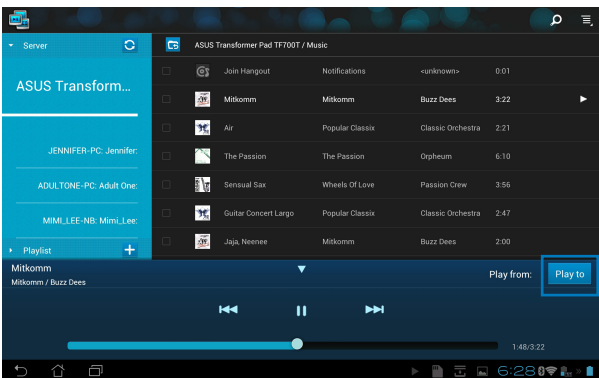 Server
ASUS Transformer Pad TF700T / Music
ASUS Transform...
JENNIFER-PC: Jennifer:
ADULTONE-PC: Adult One:
MIMI_LEE-NB: Mimi_Lee:
Playlist
Join Hangout Notifications <unknown> 0:01
Mitkomm Mitkomm Buzz Dees 3:22
Air Popular Classix Classic Orchestra 2:21
The Passion The Passion Orpheum 6:10
Sensual Sax Wheels Of Love Passion Crew 3:56
Guitar Concert Largo Popular Classix Classic Orchestra 2:47
Jaja, Neenee Mitkomm Buzz Dees 2:00
Mitkomm
Mitkomm / Buzz Dees
Play from: Play to
1:48/3:22
6:28